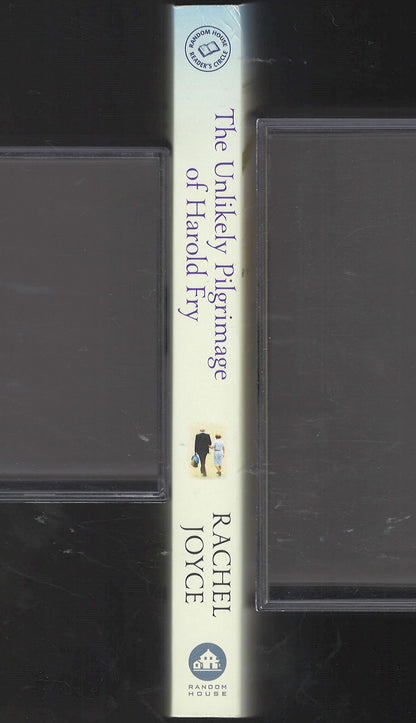 RANDOM HOUSE
READER'S CIRCLE
The Unlikely Pilgrimage
of Harold Fry
RACHEL
JOYCE
RANDOM
HOUSE